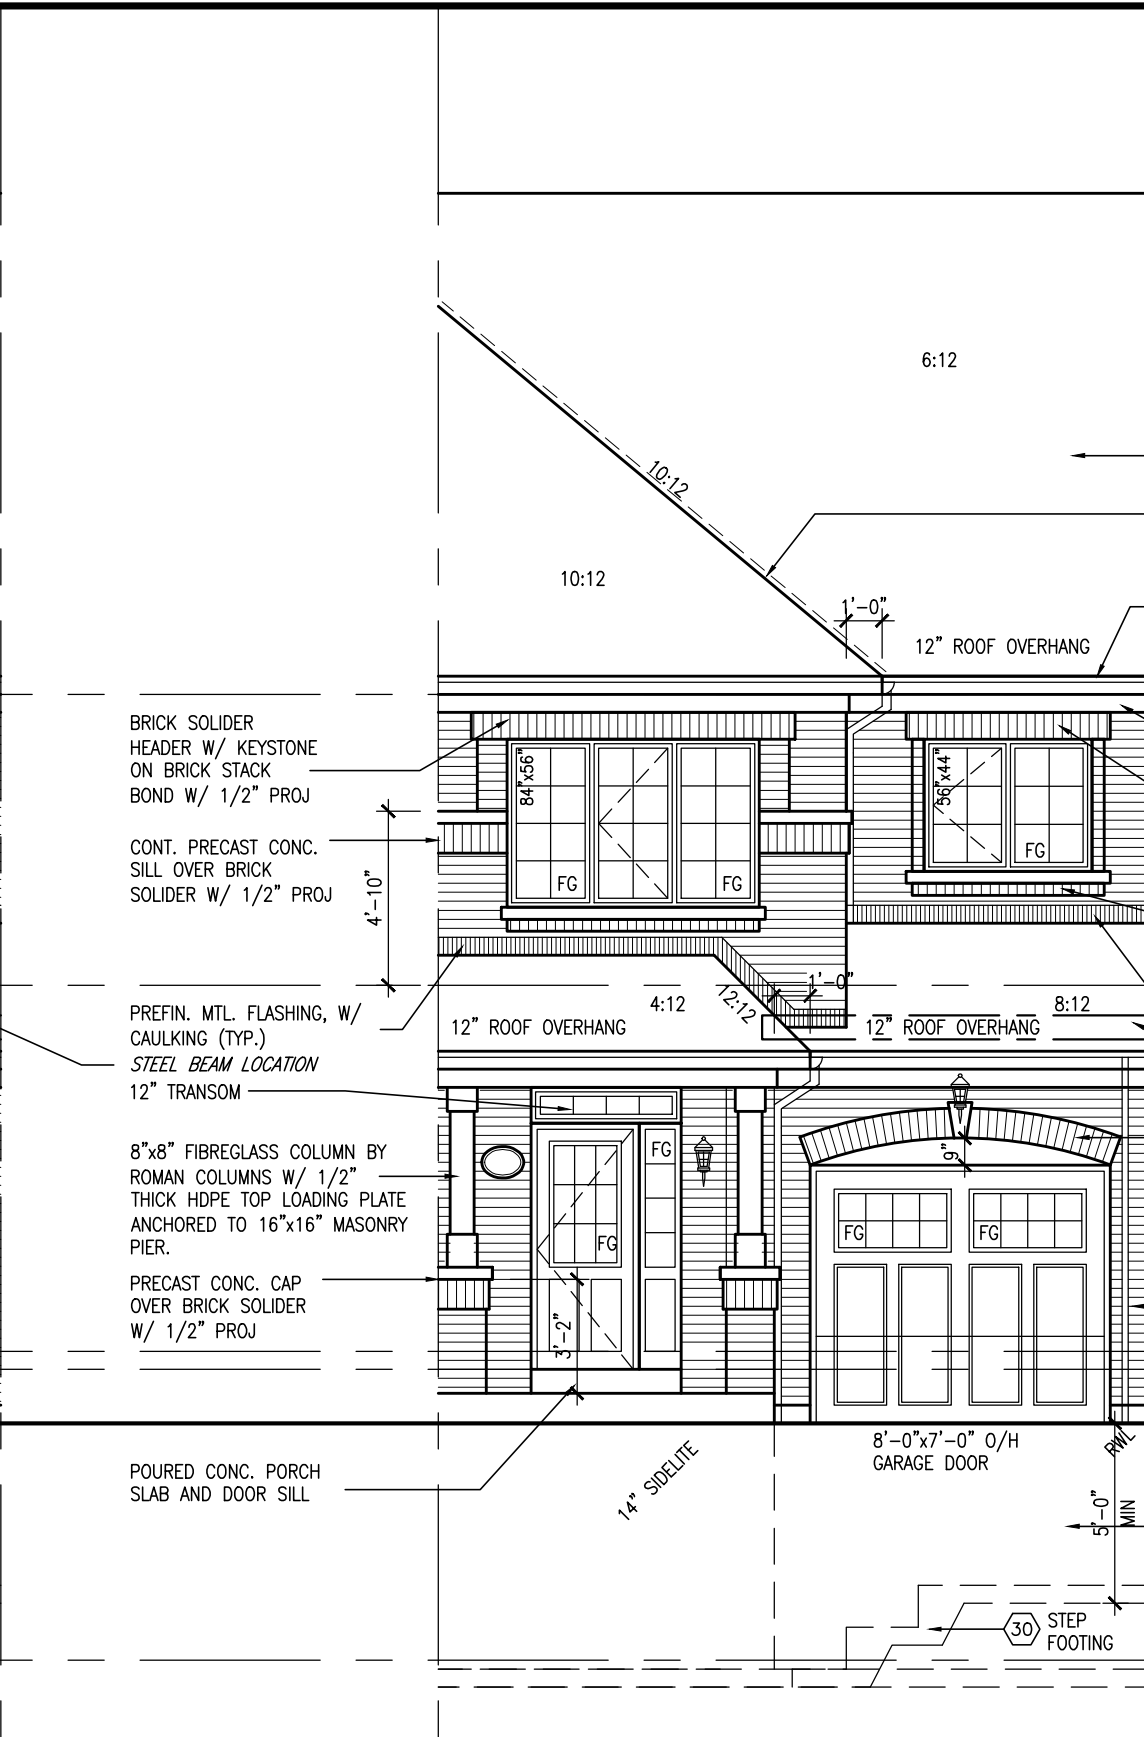 6:12
10:12
10:12
1'-0"
12" ROOF OVERHANG
BRICK SOLIDER
HEADER W/ KEYSTONE
ON BRICK STACK
BOND W/ 1/2" PROJ
84"x56"
56"x44"
CONT. PRECAST CONC.
SILL OVER BRICK
SOLIDER W/ 1/2" PROJ
4'-10"
FG
FG
FG
PREFIN. MTL. FLASHING, W/
CAULKING (TYP.)
STEEL BEAM LOCATION
12" TRANSOM
12" ROOF OVERHANG
4:12
12:12
1'-0"
12" ROOF OVERHANG
8:12
8"x8" FIBREGLASS COLUMN BY
ROMAN COLUMNS W/ 1/2"
THICK HDPE TOP LOADING PLATE
ANCHORED TO 16"x16" MASONRY
PIER.
FG
FG
9"
FG
FG
PRECAST CONC. CAP
OVER BRICK SOLIDER
W/ 1/2" PROJ
3'-2"
POURED CONC. PORCH
SLAB AND DOOR SILL
14" SIDELITE
8'-0"x7'-0" O/H
GARAGE DOOR
RWL
5'-0"
MIN
30
STEP
FOOTING